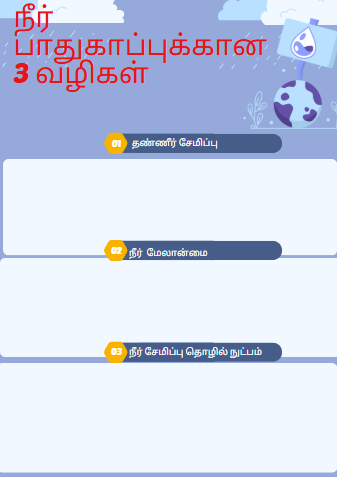 நீர்
பாதுகாப்புக்கான
3 வழிகள்
01 தண்ணீர் சேமிப்பு
02 நீர் மேலான்மை
03 நீர் சேமிப்பு தொழில் நுட்பம்